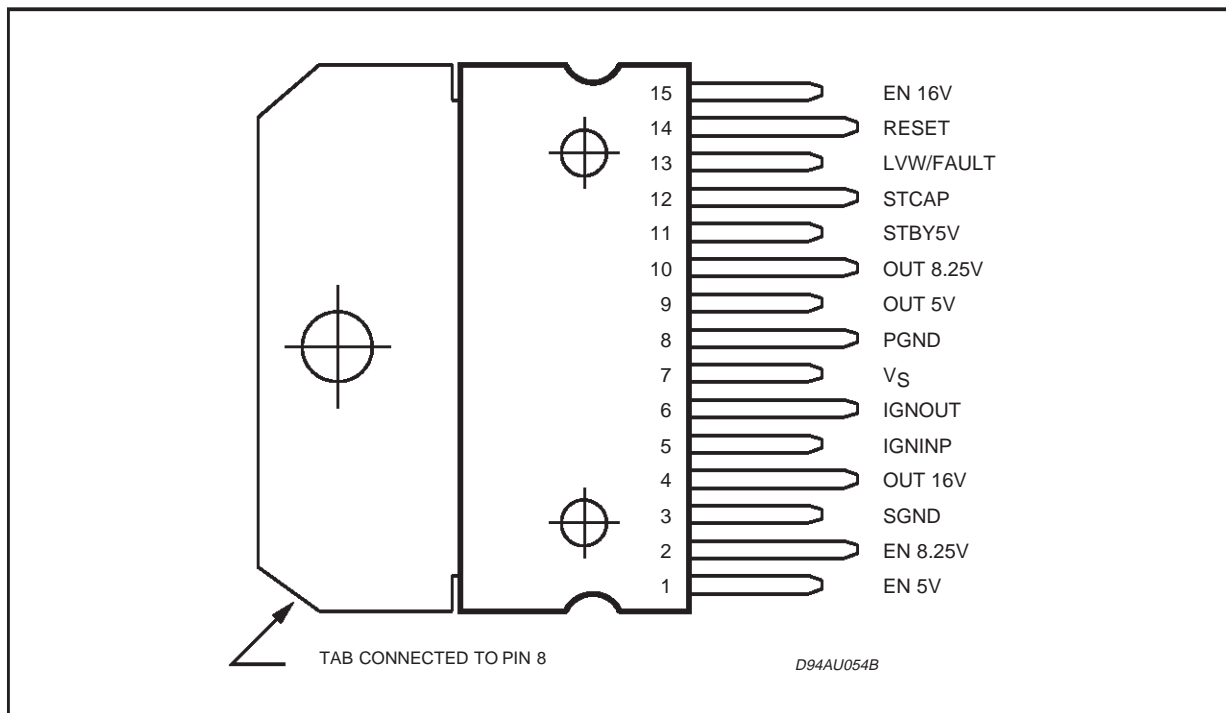 15 EN 16V
14 RESET
13 LVW/FAULT
12 STCAP
11 STBY5V
10 OUT 8.25V
9 OUT 5V
8 PGND
7 VS
6 IGNOUT
5 IGNINP
4 OUT 16V
3 SGND
2 EN 8.25V
1 EN 5V
TAB CONNECTED TO PIN 8
D94AU054B